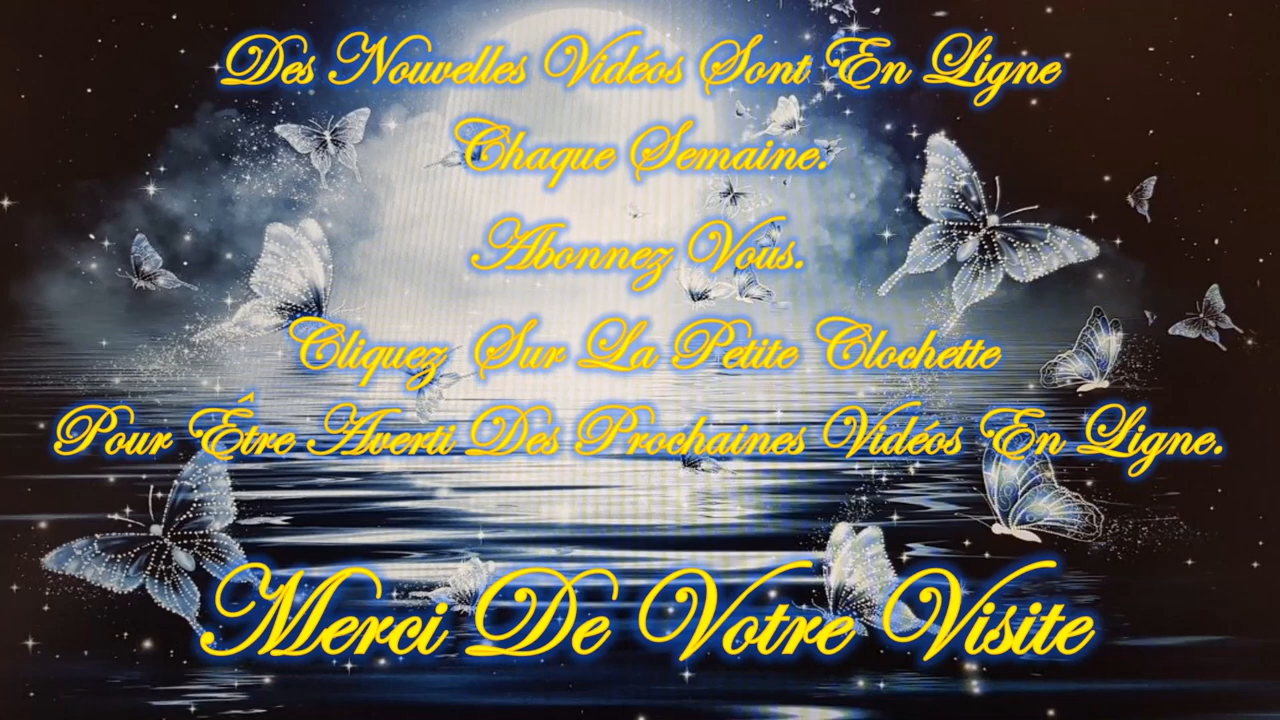 Des Nouvelles Vidéos Sont En Ligne
Chaque Semaine.
Abonnez Vous.
Cliquez Sur La Petite Clochette
Pour Être Averti Des Prochaines Vidéos En Ligne.
Merci De Votre Visite